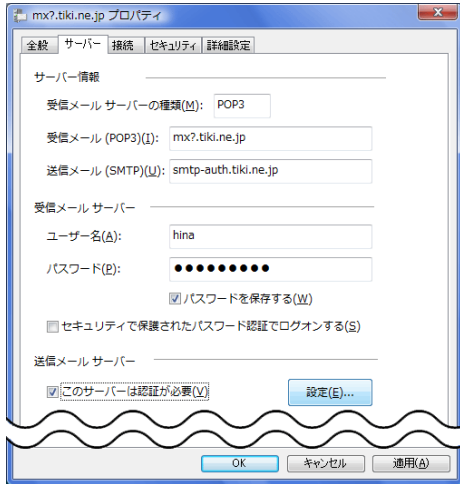 mx?.tiki.ne.jp プロパティ
全般 サーバー 接続 セキュリティ 詳細設定
サーバー情報
受信メール サーバーの種類(M): POP3
受信メール (POP3)(I): mx?.tiki.ne.jp
送信メール (SMTP)(U): smtp-auth.tiki.ne.jp
受信メール サーバー
ユーザー名(A): hina
パスワード(P): ●●●●●●●●●
パスワードを保存する(W)
セキュリティで保護されたパスワード認証でログオンする(S)
送信メール サーバー
このサーバーは認証が必要(V) 設定(E)...
OK キャンセル 適用(A)